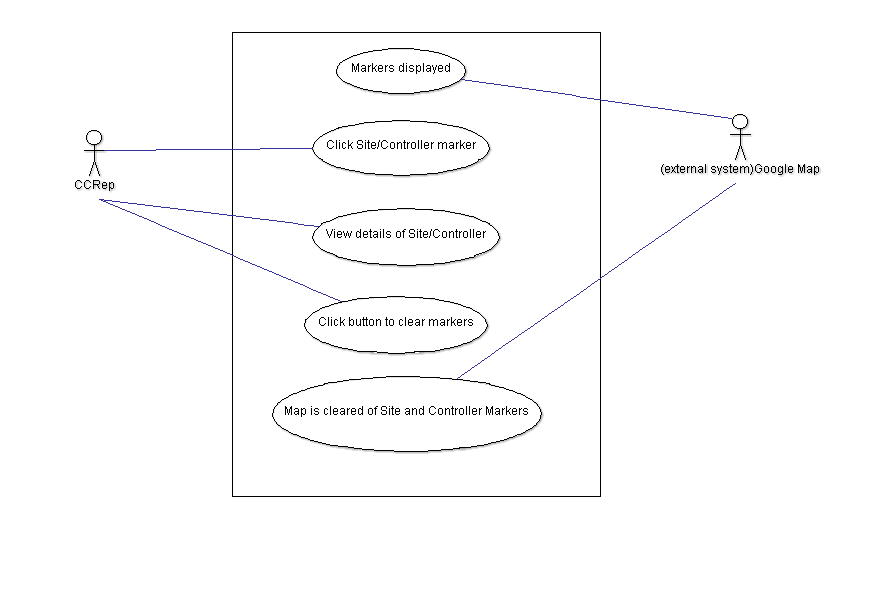 Markers displayed
Click Site/Controller marker
CCRep
(external system)Google Map
View details of Site/Controller
Click button to clear markers
Map is cleared of Site and Controller Markers